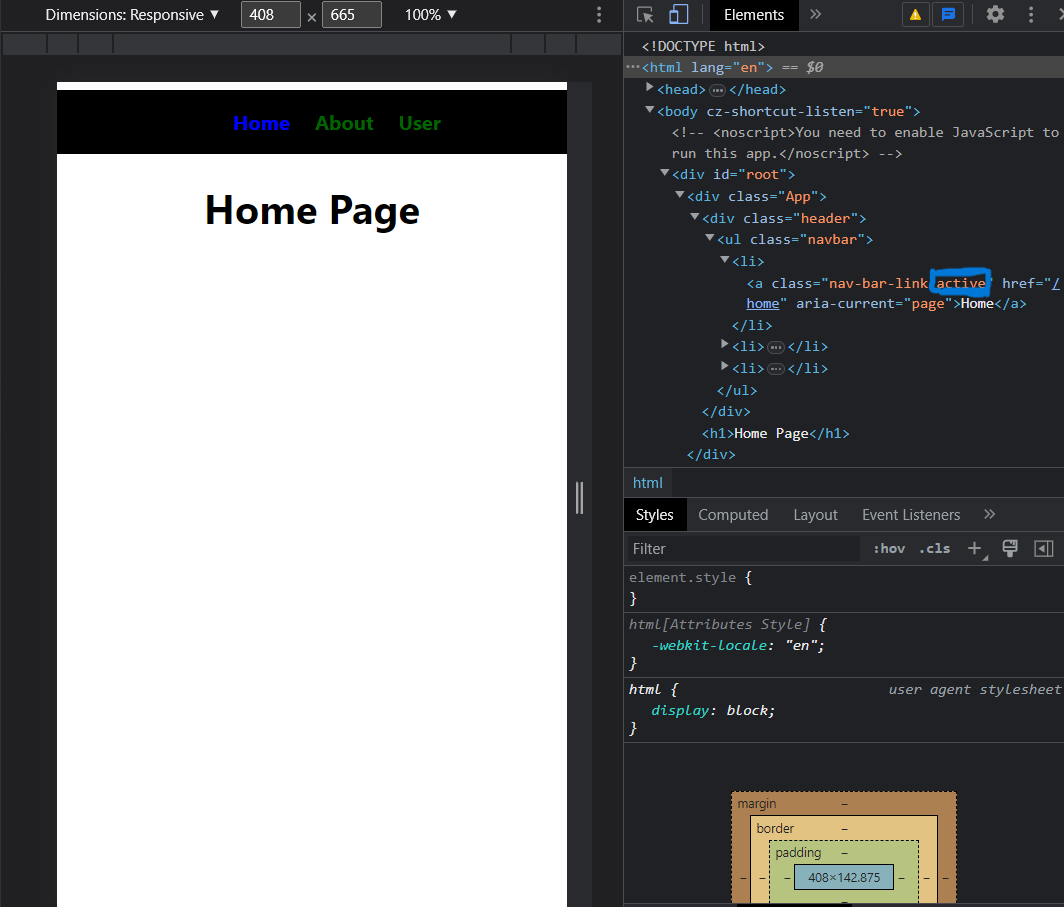 Dimensions: Responsive ▼ 408 × 665 100% ▼
Elements »
Home About User
Home Page
<!DOCTYPE html>
⋯<html lang="en"> == $0
▶<head>⋯</head>
▼<body cz-shortcut-listen="true">
<!-- <noscript>You need to enable JavaScript to
run this app.</noscript> -->
▼<div id="root">
▼<div class="App">
▼<div class="header">
▼<ul class="navbar">
▼<li>
<a class="nav-bar-link active" href="/
home" aria-current="page">Home</a>
</li>
▶<li>⋯</li>
▶<li>⋯</li>
</ul>
</div>
<h1>Home Page</h1>
</div>
html
Styles Computed Layout Event Listeners »
Filter :hov .cls +
element.style {
}
html[Attributes Style] {
-webkit-locale: "en";
}
html { user agent stylesheet
display: block;
}
margin –
border –
padding –
– – – 408×142.875 – – –
–